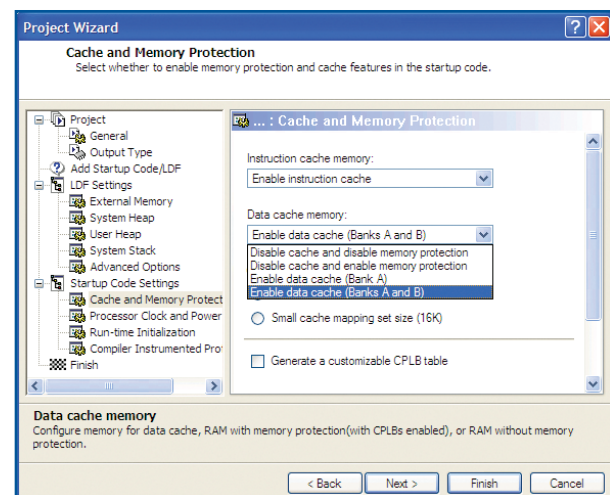 Project Wizard
Cache and Memory Protection
Select whether to enable memory protection and cache features in the startup code.
Project
General
Output Type
Add Startup Code/LDF
LDF Settings
External Memory
System Heap
User Heap
System Stack
Advanced Options
Startup Code Settings
Cache and Memory Protect
Processor Clock and Power
Run-time Initialization
Compiler Instrumented Pro
Finish
... : Cache and Memory Protection
Instruction cache memory:
Enable instruction cache
Data cache memory:
Enable data cache (Banks A and B)
Disable cache and disable memory protection
Disable cache and enable memory protection
Enable data cache (Bank A)
Enable data cache (Banks A and B)
Small cache mapping set size (16K)
Generate a customizable CPLB table
Data cache memory
Configure memory for data cache, RAM with memory protection(with CPLBs enabled), or RAM without memory
protection.
< Back
Next >
Finish
Cancel